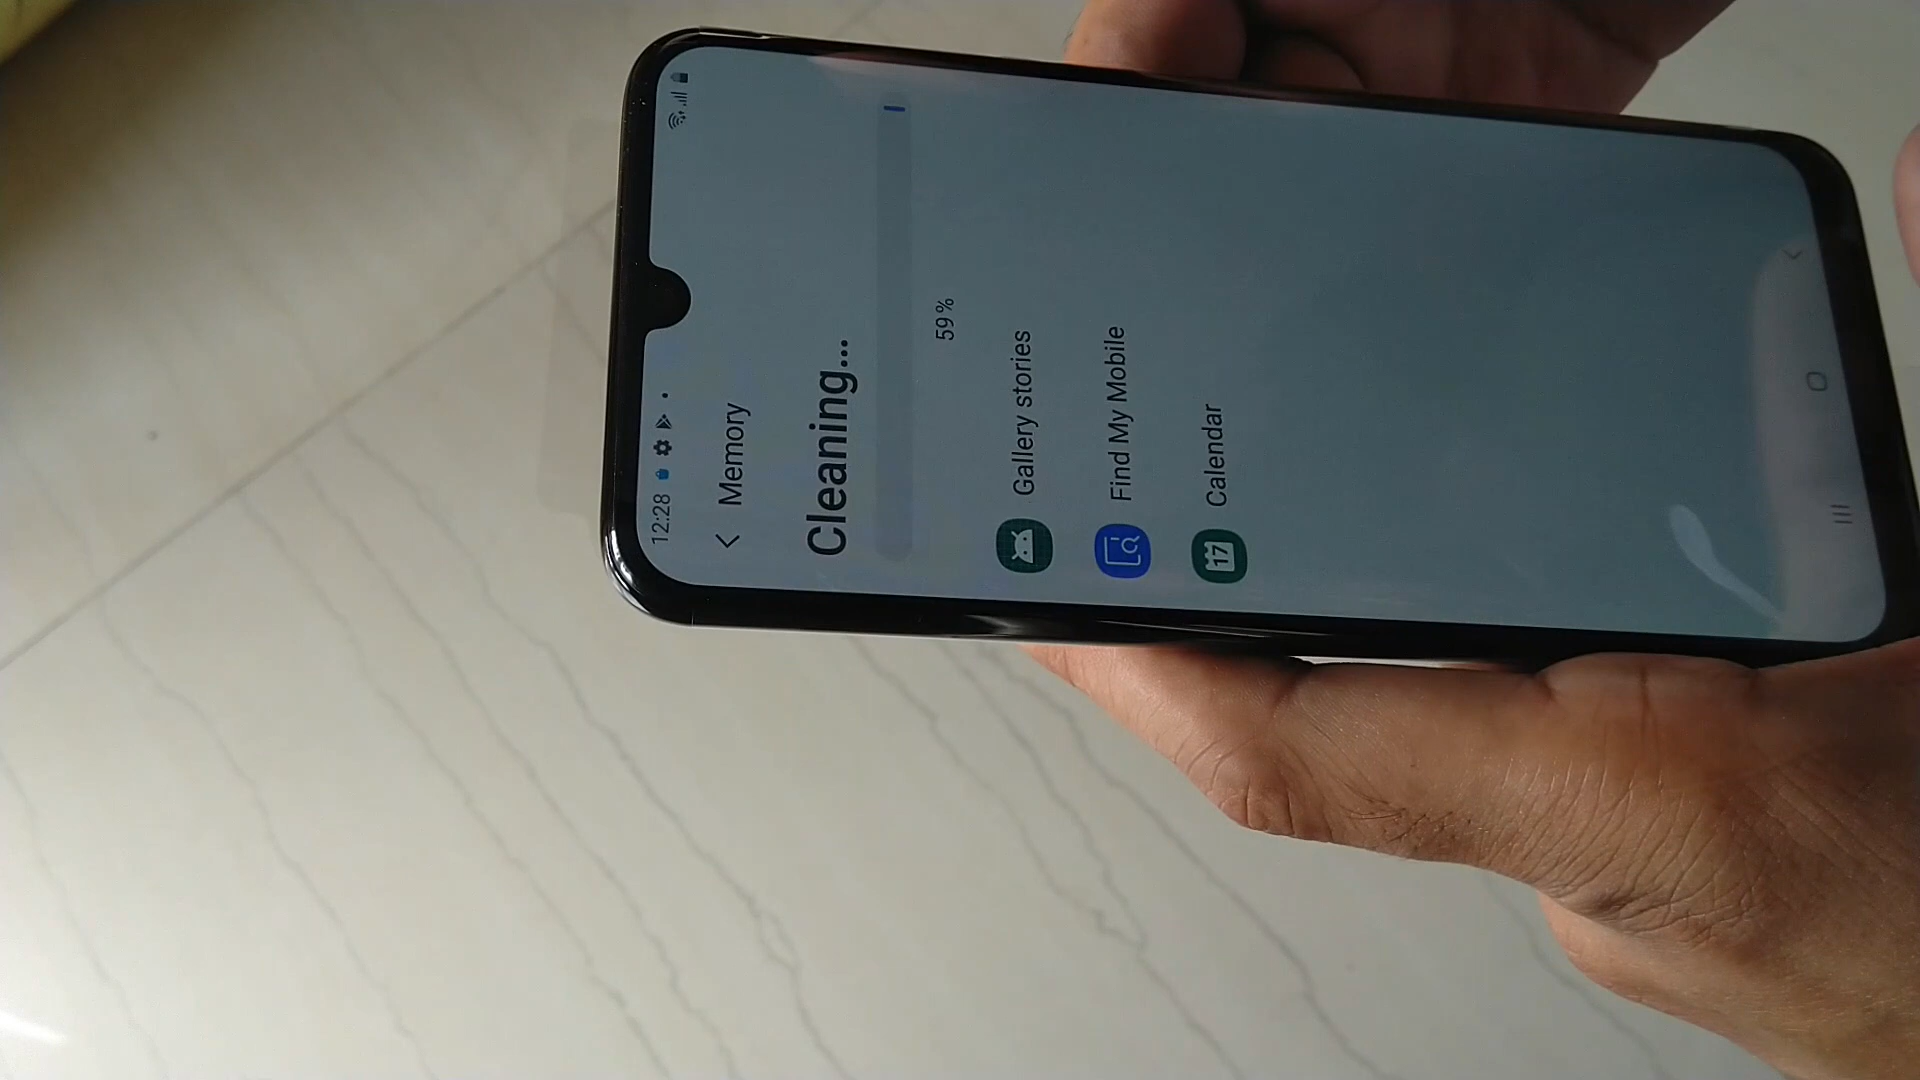 12:28
Memory
Cleaning...
59%
Gallery stories
Find My Mobile
17 Calendar